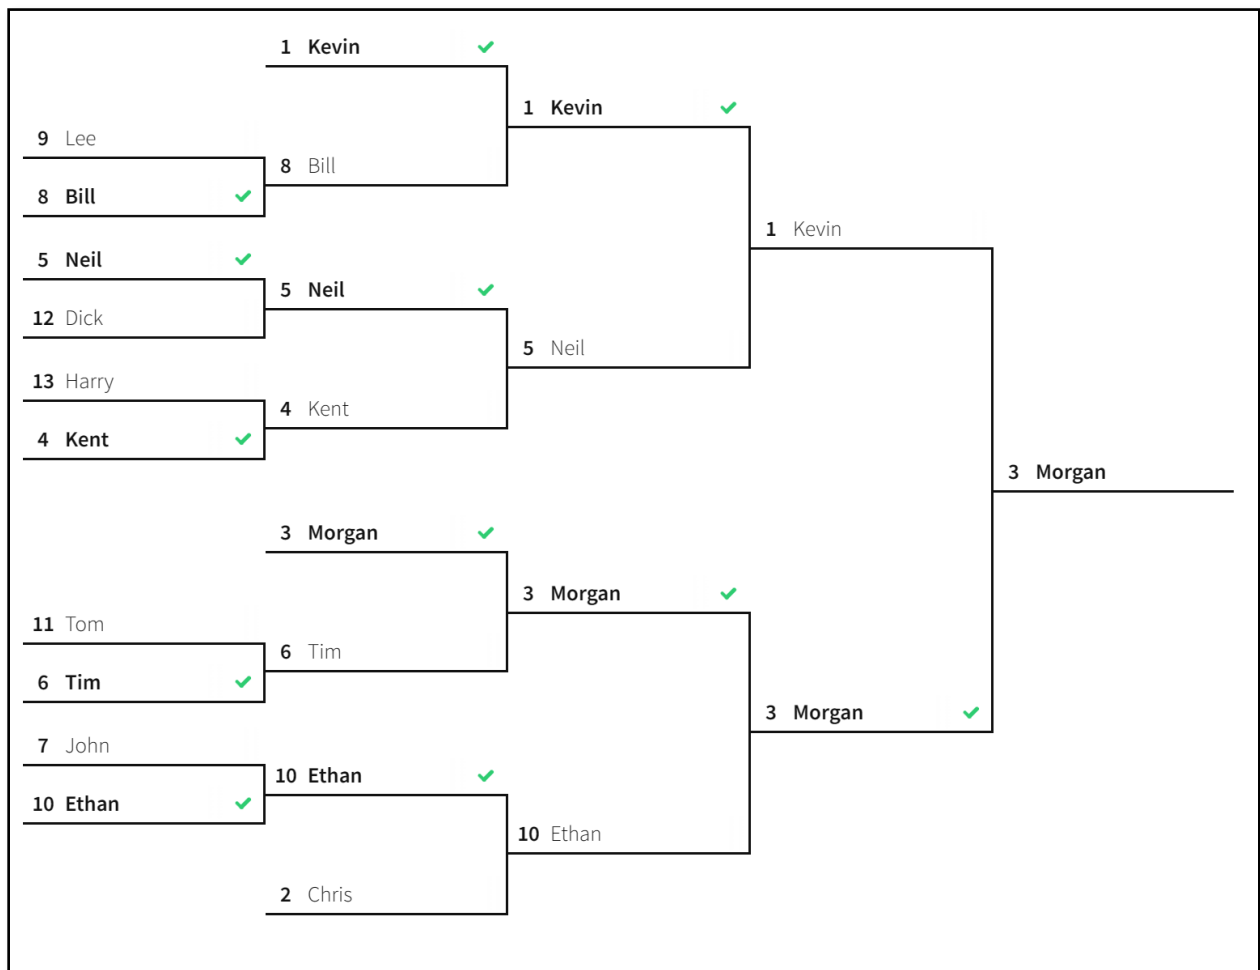 1 Kevin
1 Kevin
9 Lee
8 Bill
8 Bill
1 Kevin
5 Neil
5 Neil
12 Dick
5 Neil
13 Harry
4 Kent
4 Kent
3 Morgan
3 Morgan
3 Morgan
11 Tom
6 Tim
6 Tim
3 Morgan
7 John
10 Ethan
10 Ethan
10 Ethan
2 Chris